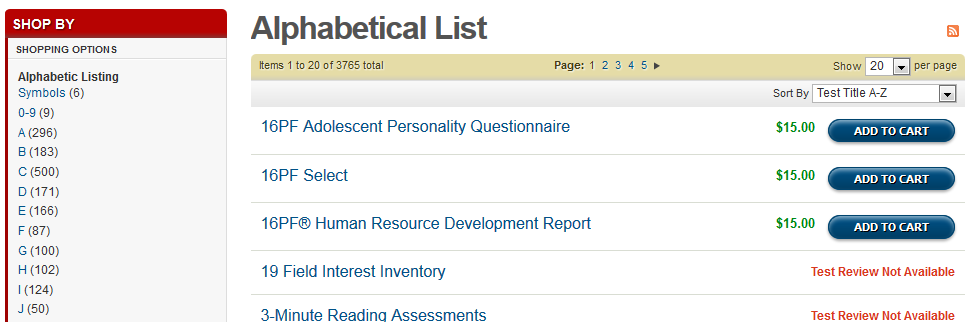 SHOP BY
SHOPPING OPTIONS
Alphabetic Listing
Symbols (6)
0-9 (9)
A (296)
B (183)
C (500)
D (171)
E (166)
F (87)
G (100)
H (102)
I (124)
J (50)
Alphabetical List
Items 1 to 20 of 3765 total Page: 1 2 3 4 5 Show 20 per page
Sort By Test Title A-Z
16PF Adolescent Personality Questionnaire $15.00 ADD TO CART
16PF Select $15.00 ADD TO CART
16PF® Human Resource Development Report $15.00 ADD TO CART
19 Field Interest Inventory Test Review Not Available
3-Minute Reading Assessments Test Review Not Available